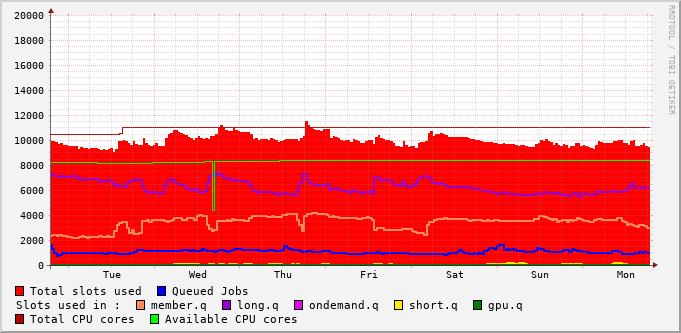 RRDTOOL / TOBI OETIKER
20000
18000
16000
14000
12000
10000
8000
6000
4000
2000
0
Tue Wed Thu Fri Sat Sun Mon
Total slots used Queued Jobs
Slots used in : member.q long.q ondemand.q short.q gpu.q
Total CPU cores Available CPU cores